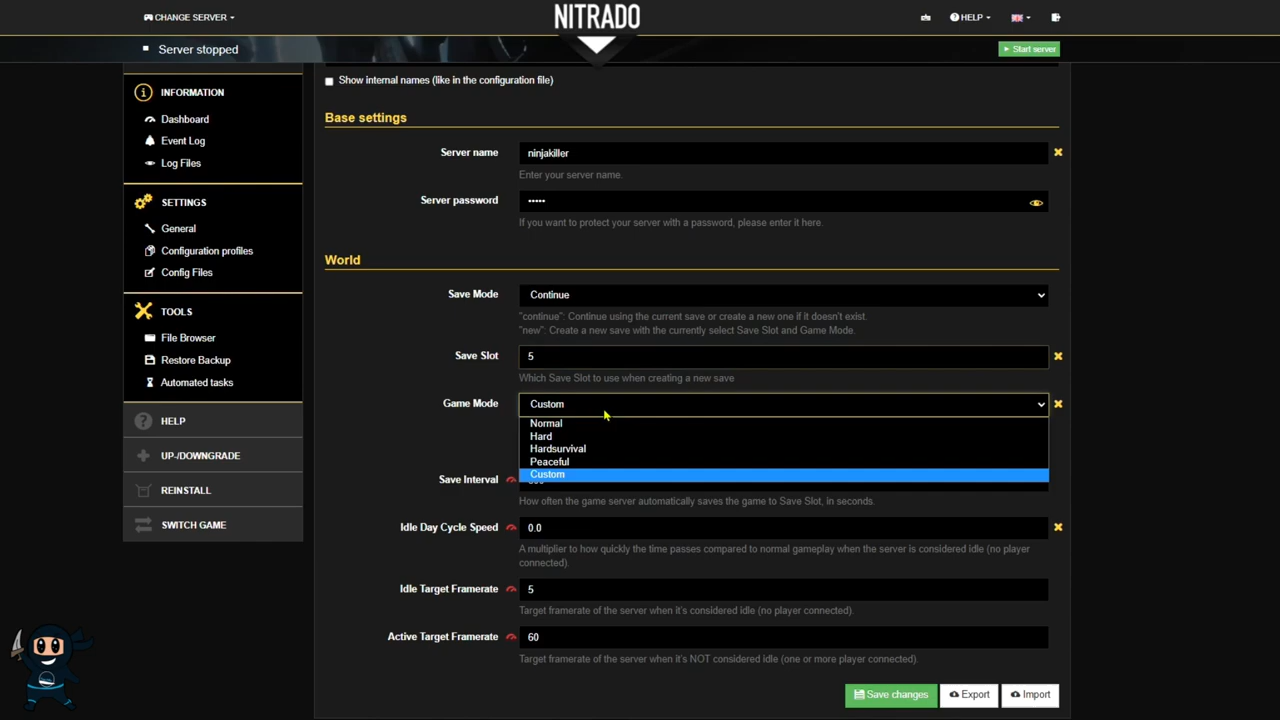 CHANGE SERVER
NITRADO
HELP
Server stopped
Start server
INFORMATION
Dashboard
Event Log
Log Files
SETTINGS
General
Configuration profiles
Config Files
TOOLS
File Browser
Restore Backup
Automated tasks
HELP
UP-/DOWNGRADE
REINSTALL
SWITCH GAME
Show internal names (like in the configuration file)
Base settings
Server name
ninjakiller
Enter your server name.
Server password
•••••
If you want to protect your server with a password, please enter it here.
World
Save Mode
Continue
"continue": Continue using the current save or create a new one if it doesn't exist.
"new": Create a new save with the currently select Save Slot and Game Mode.
Save Slot
5
Which Save Slot to use when creating a new save
Game Mode
Custom
Normal
Hard
Hardsurvival
Peaceful
Custom
Save Interval
How often the game server automatically saves the game to Save Slot, in seconds.
Idle Day Cycle Speed
0.0
A multiplier to how quickly the time passes compared to normal gameplay when the server is considered idle (no player
connected).
Idle Target Framerate
5
Target framerate of the server when it's considered idle (no player connected).
Active Target Framerate
60
Target framerate of the server when it's NOT considered idle (one or more player connected).
Save changes
Export
Import